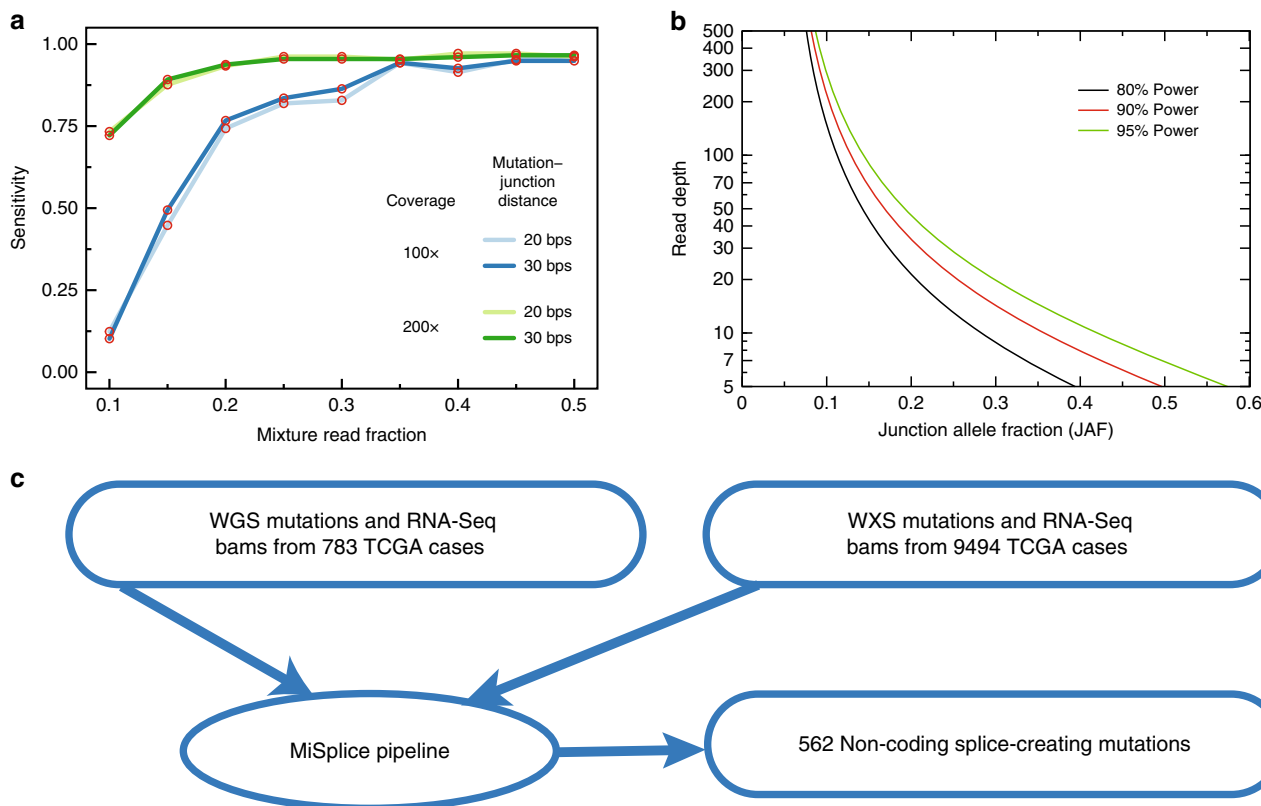 a
1.00
0.75
0.50
0.25
0.00
Sensitivity
0.1
0.2
0.3
0.4
0.5
Mixture read fraction
Coverage
Mutation–
junction
distance
100×
20 bps
30 bps
200×
20 bps
30 bps
b
500
400
300
200
100
50
40
30
20
10
7
5
Read depth
0
0.1
0.2
0.3
0.4
0.5
0.6
Junction allele fraction (JAF)
80% Power
90% Power
95% Power
c
WGS mutations and RNA-Seq
bams from 783 TCGA cases
WXS mutations and RNA-Seq
bams from 9494 TCGA cases
MiSplice pipeline
562 Non-coding splice-creating mutations